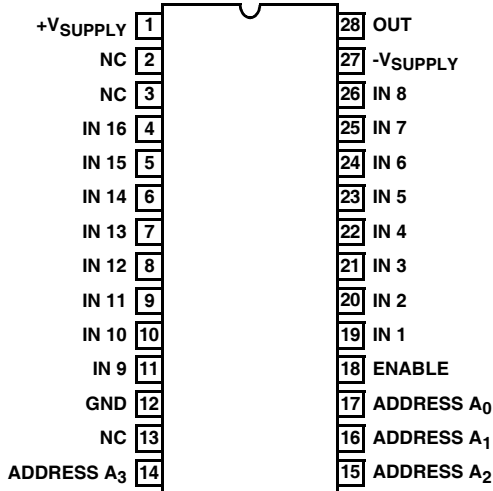 +VSUPPLY 1 28 OUT
NC 2 27 -VSUPPLY
NC 3 26 IN 8
IN 16 4 25 IN 7
IN 15 5 24 IN 6
IN 14 6 23 IN 5
IN 13 7 22 IN 4
IN 12 8 21 IN 3
IN 11 9 20 IN 2
IN 10 10 19 IN 1
IN 9 11 18 ENABLE
GND 12 17 ADDRESS A0
NC 13 16 ADDRESS A1
ADDRESS A3 14 15 ADDRESS A2